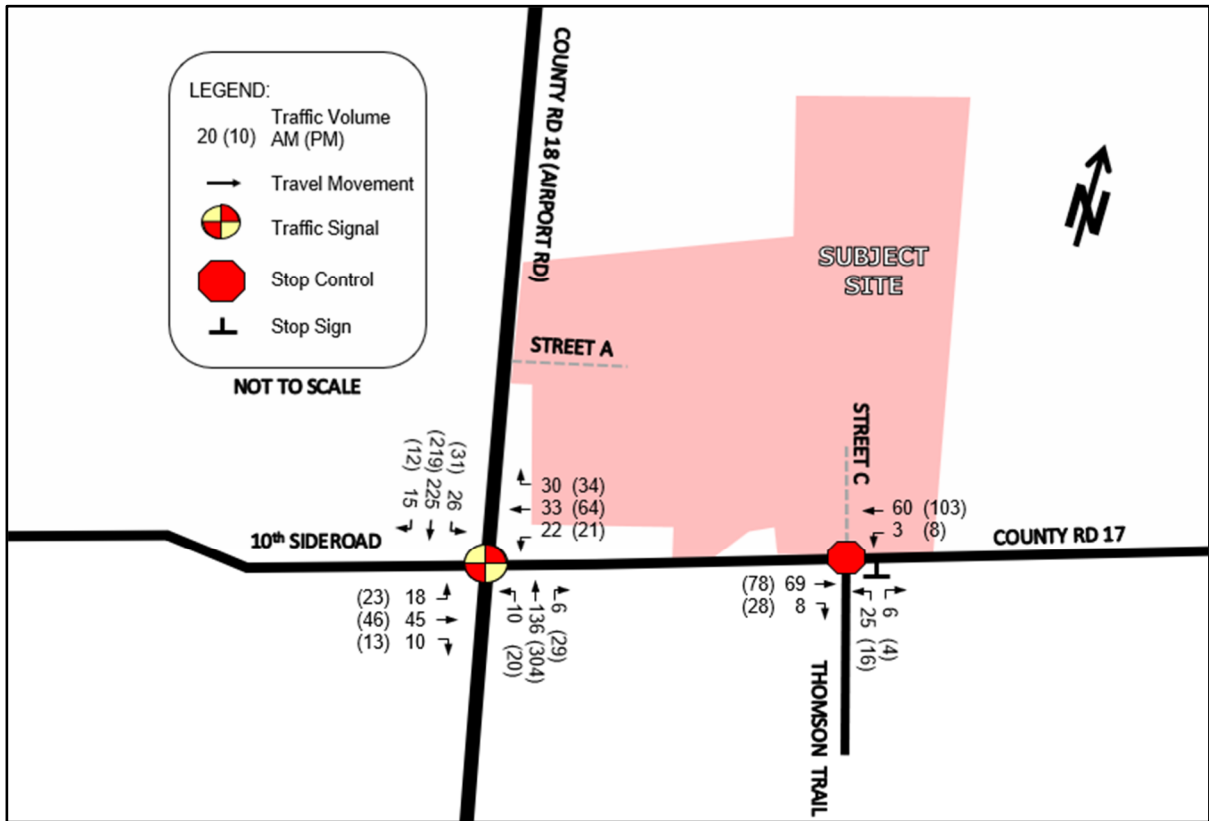 LEGEND:
20 (10)
Traffic Volume
AM (PM)
Travel Movement
Traffic Signal
Stop Control
Stop Sign
NOT TO SCALE
COUNTY RD 18 (AIRPORT RD)
N
SUBJECT
SITE
STREET A
STREET C
(12) 15
(219) 225
(31) 26
30 (34)
33 (64)
22 (21)
60 (103)
3 (8)
10th SIDEROAD
COUNTY RD 17
(23) 18
(46) 45
(13) 10
10 (20)
136 (304)
6 (29)
(78) 69
(28) 8
25 (16)
6 (4)
THOMSON TRAIL